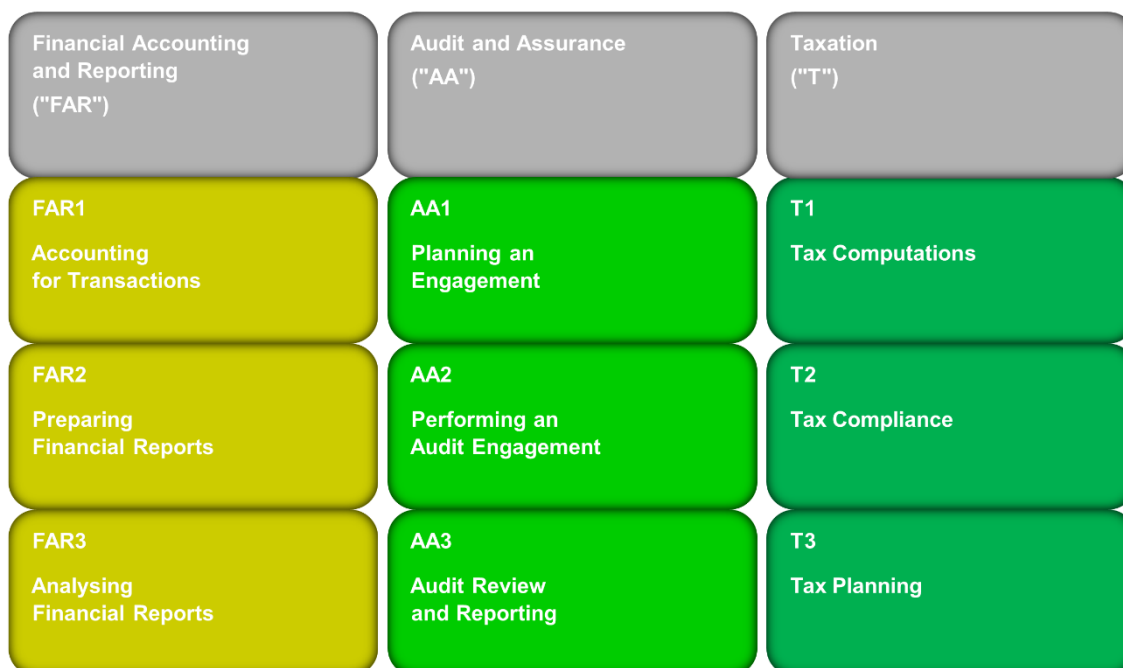 Financial Accounting
and Reporting
("FAR")
Audit and Assurance
("AA")
Taxation
("T")
FAR1
Accounting
for Transactions
AA1
Planning an
Engagement
T1
Tax Computations
FAR2
Preparing
Financial Reports
AA2
Performing an
Audit Engagement
T2
Tax Compliance
FAR3
Analysing
Financial Reports
AA3
Audit Review
and Reporting
T3
Tax Planning